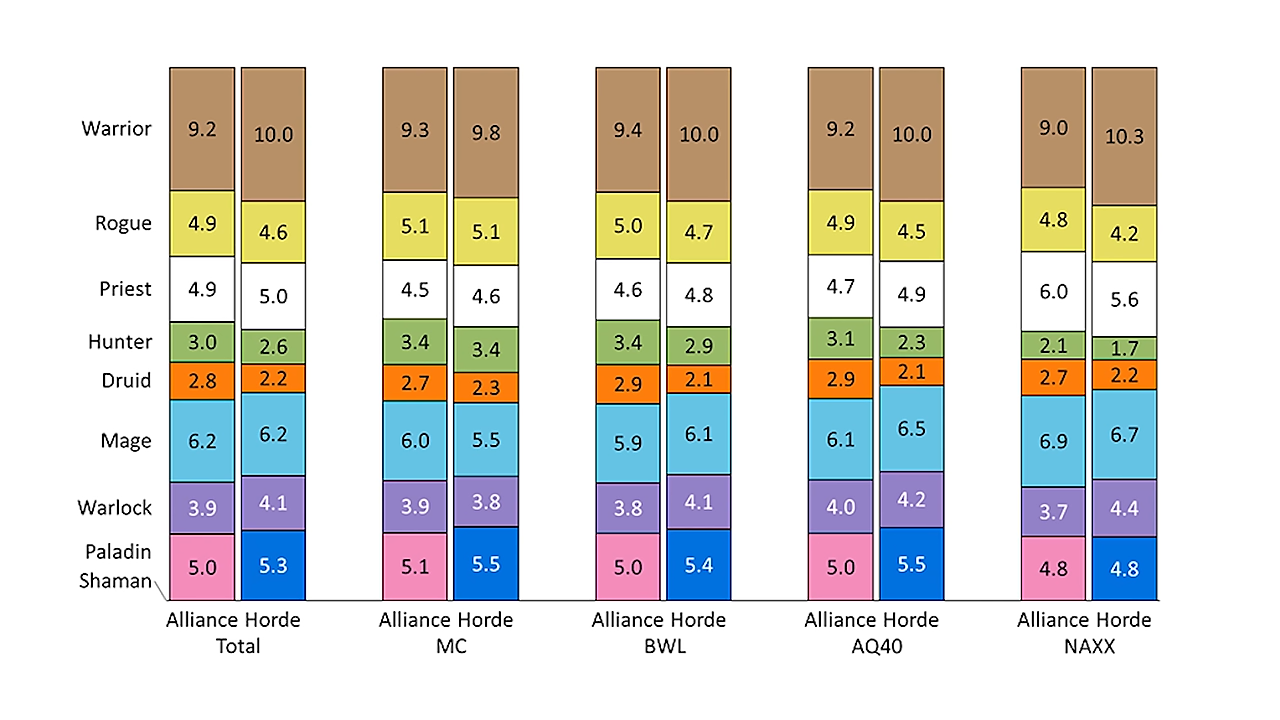 Warrior 9.2 10.0 9.3 9.8 9.4 10.0 9.2 10.0 9.0 10.3
Rogue 4.9 4.6 5.1 5.1 5.0 4.7 4.9 4.5 4.8 4.2
Priest 4.9 5.0 4.5 4.6 4.6 4.8 4.7 4.9 6.0 5.6
Hunter 3.0 2.6 3.4 3.4 3.4 2.9 3.1 2.3 2.1 1.7
Druid 2.8 2.2 2.7 2.3 2.9 2.1 2.9 2.1 2.7 2.2
Mage 6.2 6.2 6.0 5.5 5.9 6.1 6.1 6.5 6.9 6.7
Warlock 3.9 4.1 3.9 3.8 3.8 4.1 4.0 4.2 3.7 4.4
Paladin
Shaman 5.0 5.3 5.1 5.5 5.0 5.4 5.0 5.5 4.8 4.8
Alliance Horde Alliance Horde Alliance Horde Alliance Horde Alliance Horde
Total MC BWL AQ40 NAXX